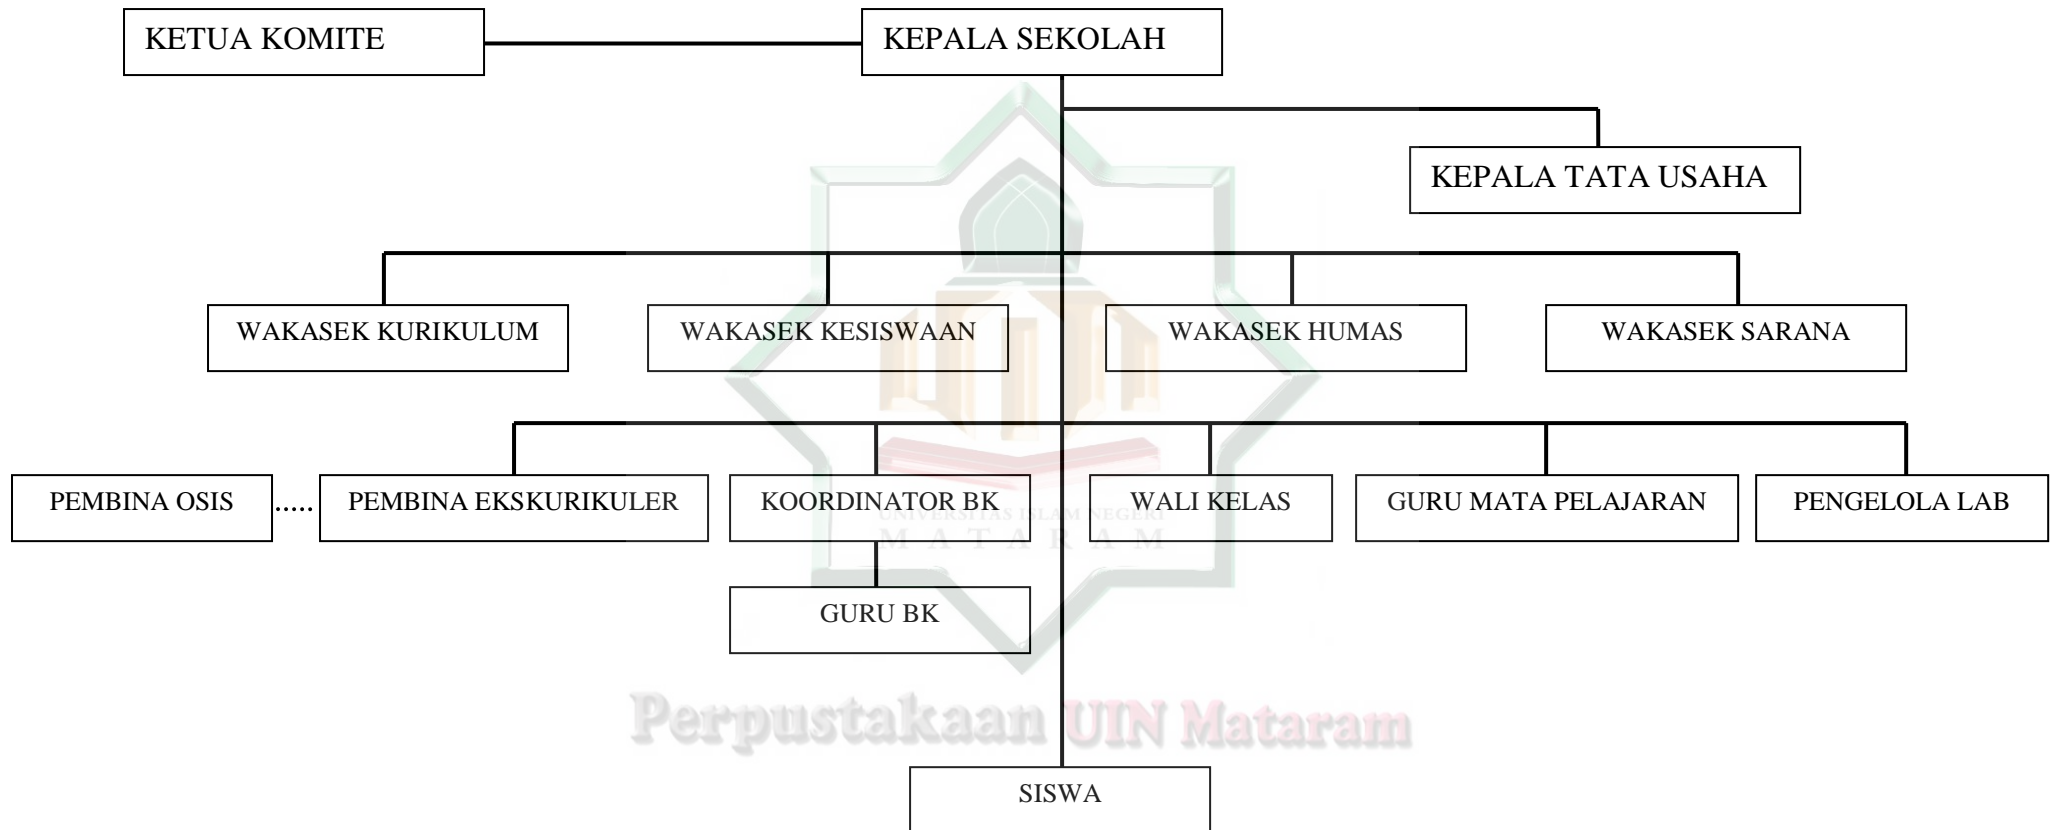 KETUA KOMITE
KEPALA SEKOLAH
KEPALA TATA USAHA
WAKASEK KURIKULUM
WAKASEK KESISWAAN
WAKASEK HUMAS
WAKASEK SARANA
PEMBINA OSIS
.....
PEMBINA EKSKURIKULER
KOORDINATOR BK
WALI KELAS
GURU MATA PELAJARAN
PENGELOLA LAB
UNIVERSITAS ISLAM NEGERI
MATARAM
GURU BK
Perpustakaan UIN Mataram
SISWA